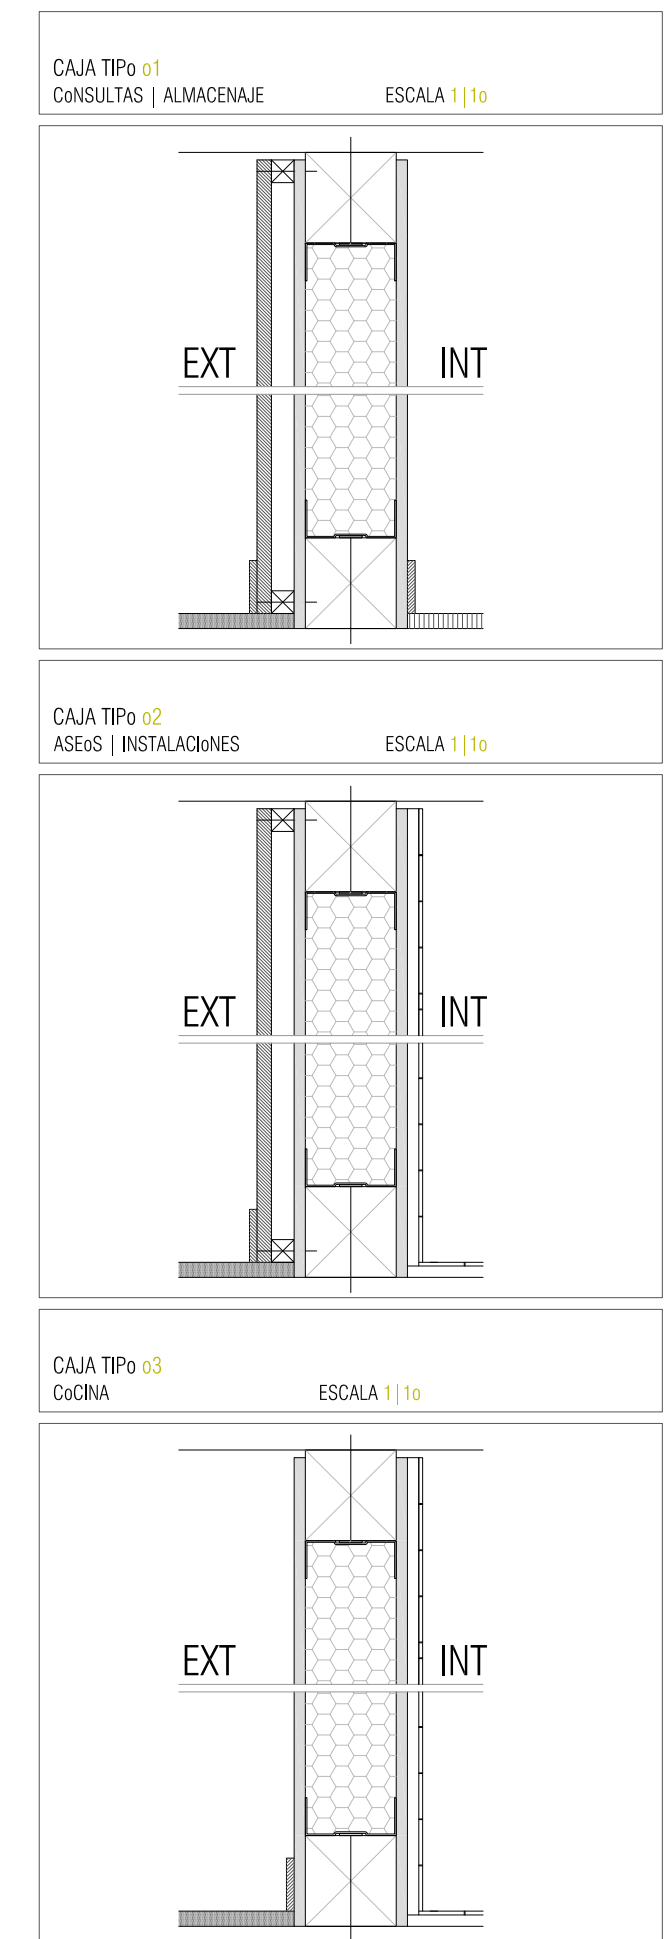 CAJA TIPo o1
CoNSULTAS | ALMACENAJE ESCALA 1|1o
EXT INT
CAJA TIPo o2
ASEoS | INSTALACIoNES ESCALA 1|1o
EXT INT
CAJA TIPo o3
CoCINA ESCALA 1|1o
EXT INT